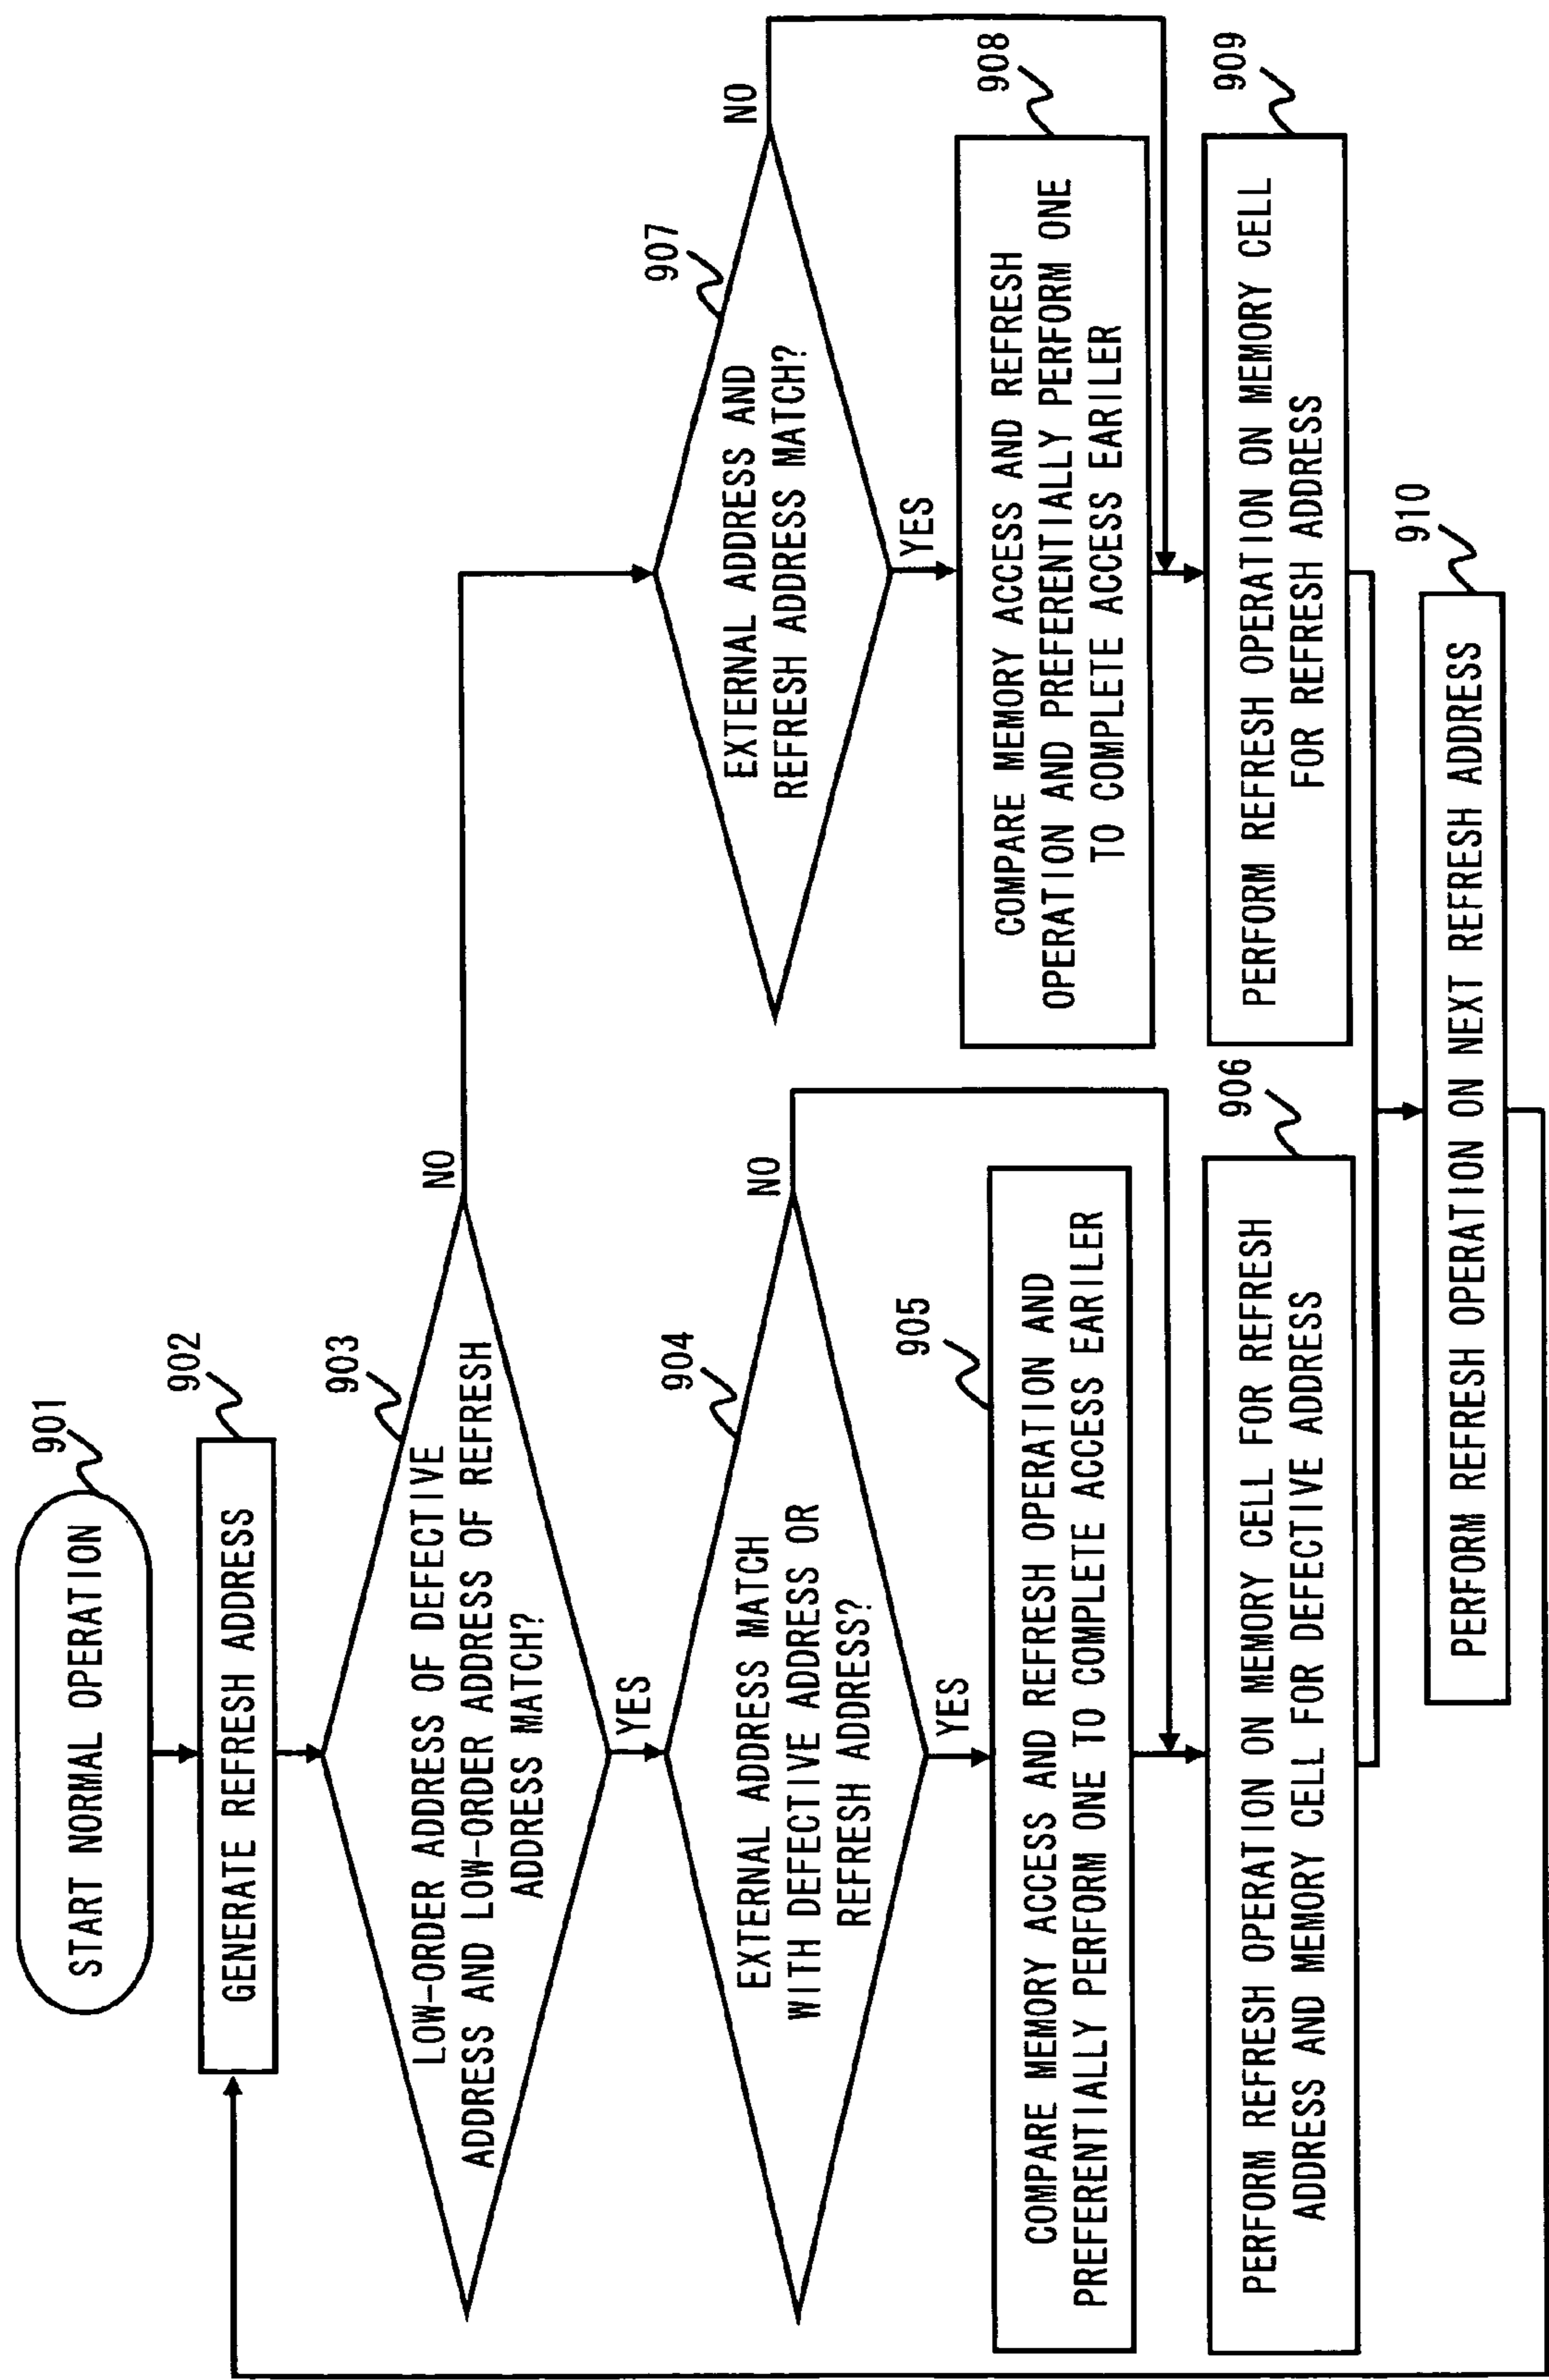 901
START NORMAL OPERATION
902
GENERATE REFRESH ADDRESS
903
LOW-ORDER ADDRESS OF DEFECTIVE
ADDRESS AND LOW-ORDER ADDRESS OF REFRESH
ADDRESS MATCH?
NO
YES
904
EXTERNAL ADDRESS MATCH
WITH DEFECTIVE ADDRESS OR
REFRESH ADDRESS?
NO
YES
905
COMPARE MEMORY ACCESS AND REFRESH OPERATION AND
PREFERENTIALLY PERFORM ONE TO COMPLETE ACCESS EARILER
906
PERFORM REFRESH OPERATION ON MEMORY CELL FOR REFRESH
ADDRESS AND MEMORY CELL FOR DEFECTIVE ADDRESS
907
EXTERNAL ADDRESS AND
REFRESH ADDRESS MATCH?
NO
YES
908
COMPARE MEMORY ACCESS AND REFRESH
OPERATION AND PREFERENTIALLY PERFORM ONE
TO COMPLETE ACCESS EARILER
909
PERFORM REFRESH OPERATION ON MEMORY CELL
FOR REFRESH ADDRESS
910
PERFORM REFRESH OPERATION ON NEXT REFRESH ADDRESS